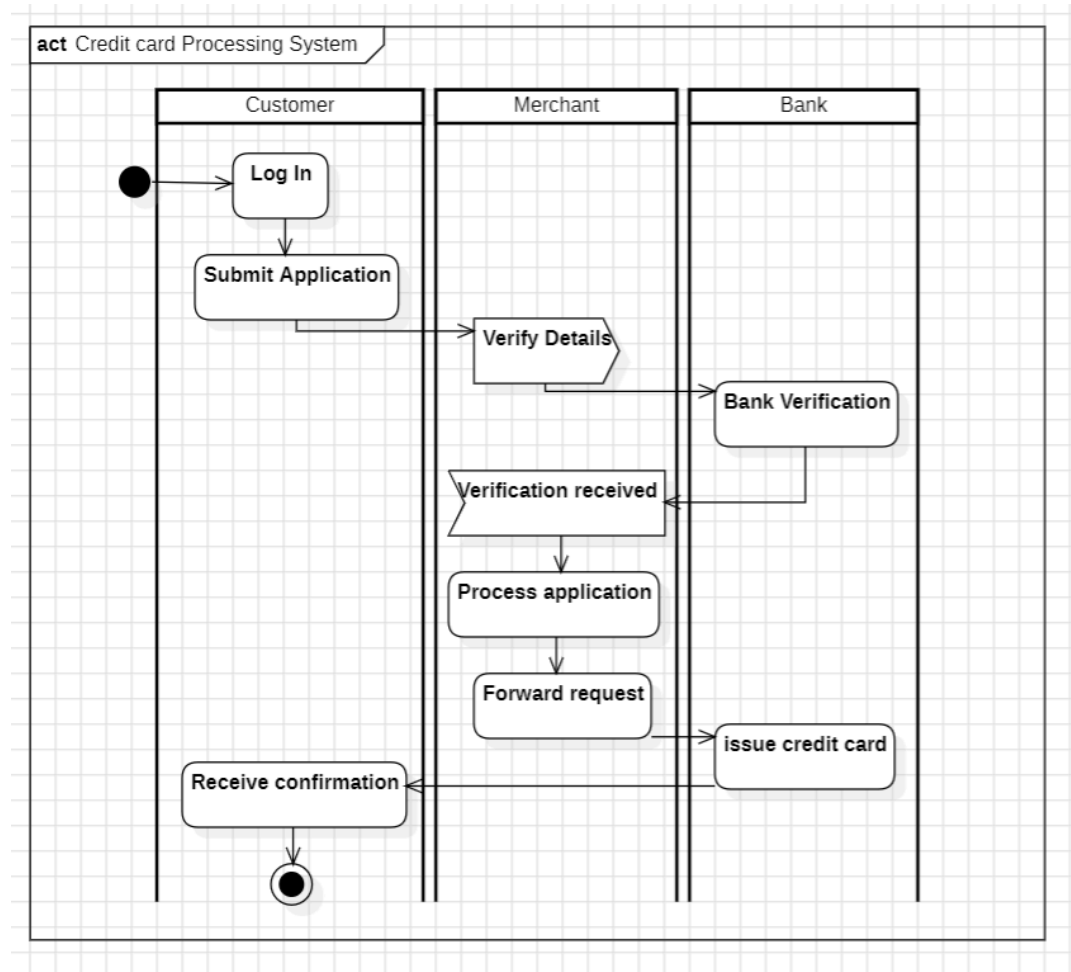 act Credit card Processing System
Customer
Merchant
Bank
Log In
Submit Application
Verify Details
Bank Verification
Verification received
Process application
Forward request
issue credit card
Receive confirmation